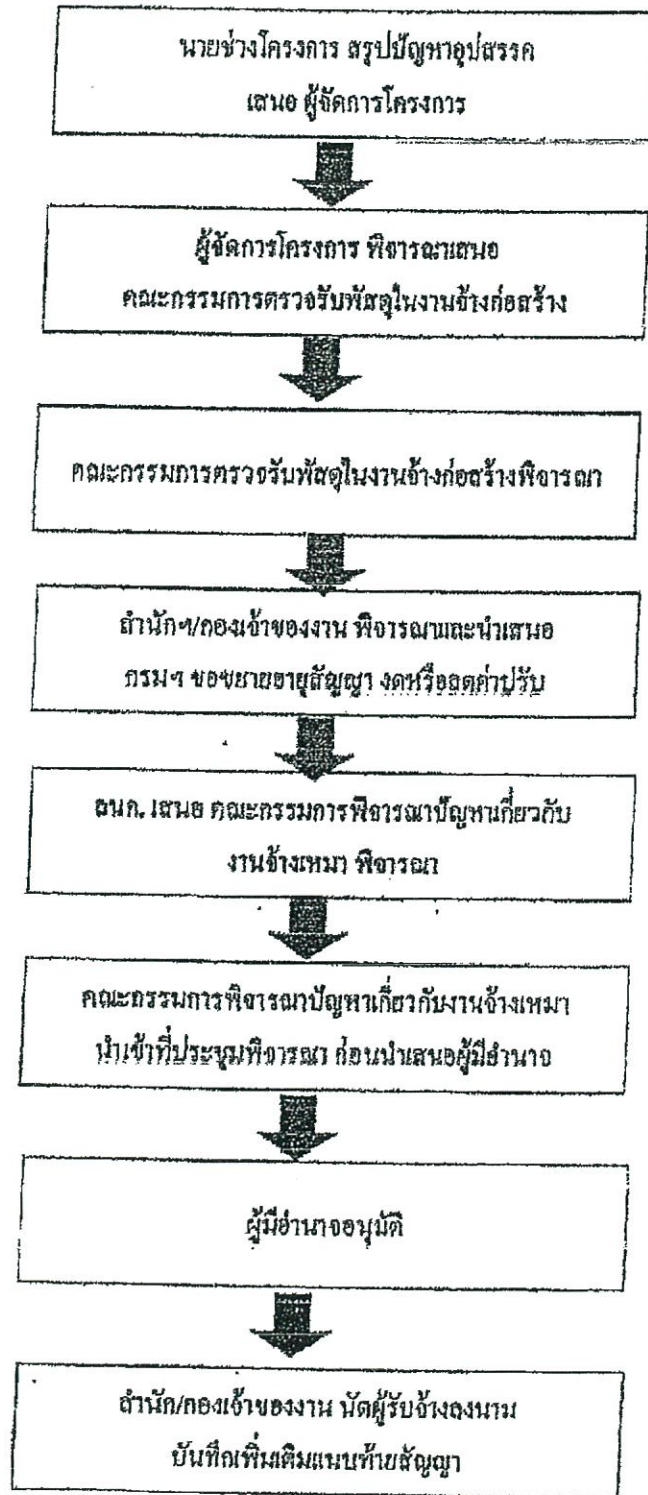 นายช่างโครงการ สรุปปัญหาอุปสรรค
เสนอ ผู้จัดการโครงการ
ผู้จัดการโครงการ พิจารณาเสนอ
คณะกรรมการตรวจรับพัสดุในงานจ้างก่อสร้าง
คณะกรรมการตรวจรับพัสดุในงานจ้างก่อสร้างพิจารณา
สำนักฯ/กองเจ้าของงาน พิจารณาและนำเสนอ
กรมฯ ขอขยายอายุสัญญา งดหรือลดค่าปรับ
สนก. เสนอ คณะกรรมการพิจารณาปัญหาเกี่ยวกับ
งานจ้างเหมา พิจารณา
คณะกรรมการพิจารณาปัญหาเกี่ยวกับงานจ้างเหมา
นำเข้าที่ประชุมพิจารณา ก่อนนำเสนอผู้มีอำนาจ
ผู้มีอำนาจอนุมัติ
สำนัก/กองเจ้าของงาน นัดผู้รับจ้างลงนาม
บันทึกเพิ่มเติมแนบท้ายสัญญา